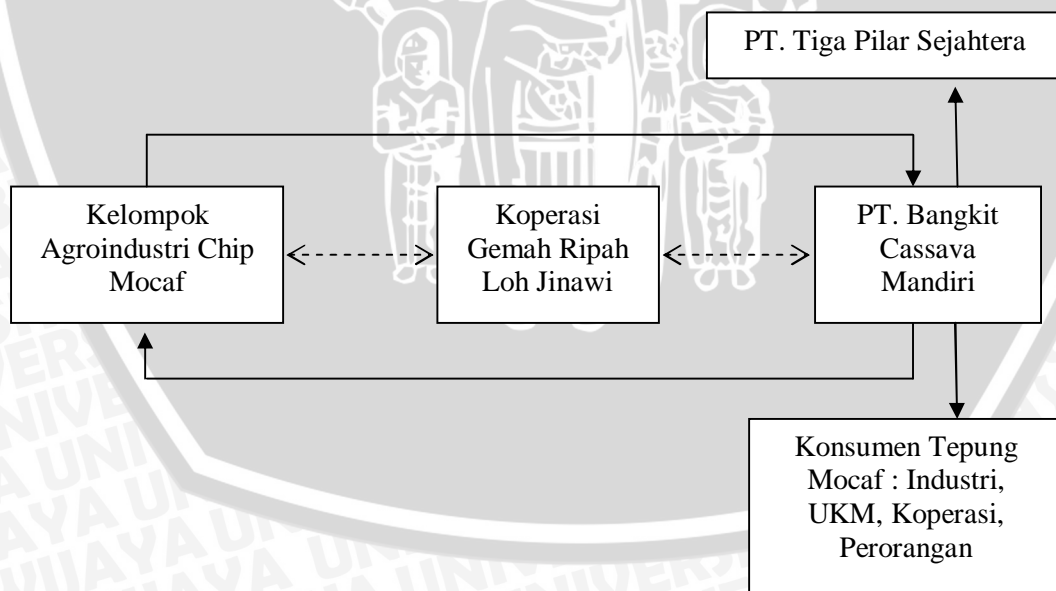 PT. Tiga Pilar Sejahtera
Kelompok
Agroindustri Chip
Mocaf
Koperasi
Gemah Ripah
Loh Jinawi
PT. Bangkit
Cassava
Mandiri
Konsumen Tepung
Mocaf : Industri,
UKM, Koperasi,
Perorangan